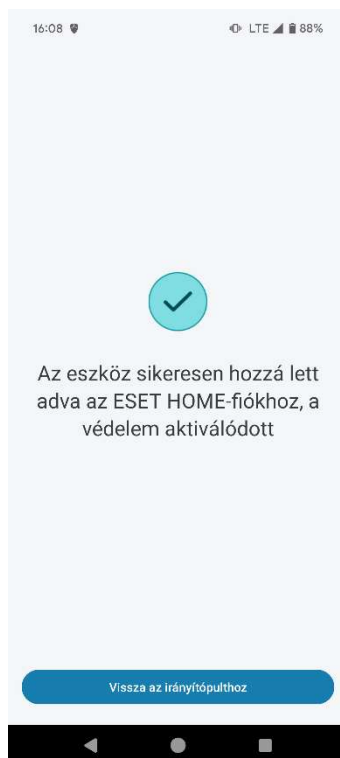 16:08 LTE 88%
Az eszköz sikeresen hozzá lett
adva az ESET HOME-fiókhoz, a
védelem aktiválódott
Vissza az irányítópulthoz